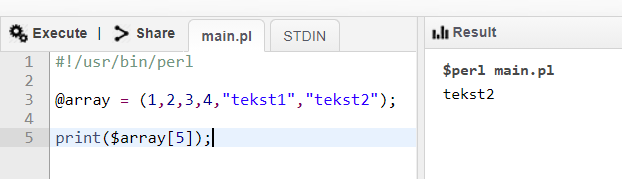 Execute | Share main.pl STDIN
1 #!/usr/bin/perl
2
3 @array = (1,2,3,4,"tekst1","tekst2");
4
5 print($array[5]);
Result
$perl main.pl
tekst2